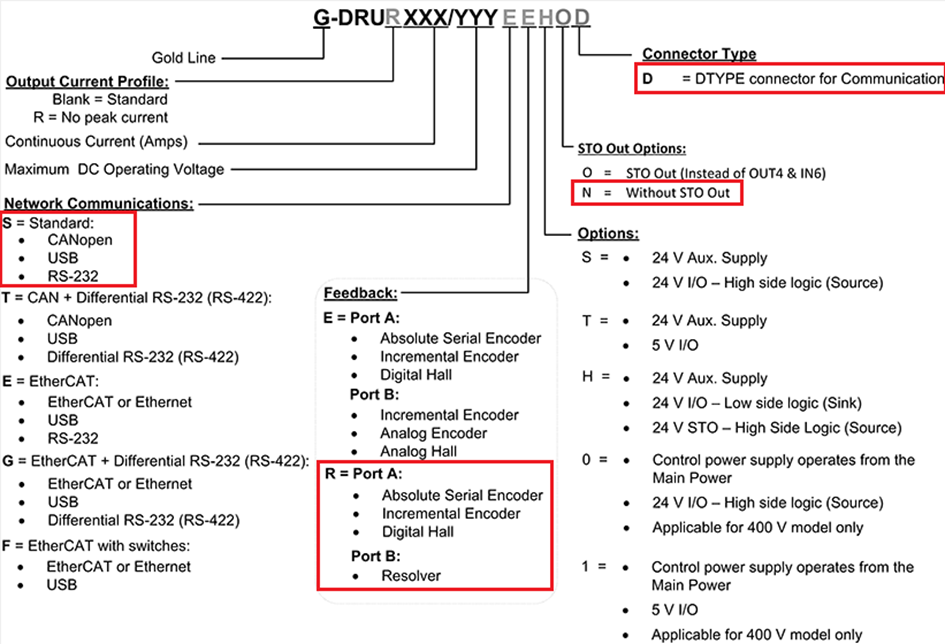 G-DRURXXX/YYYEEHOD
Gold Line
Output Current Profile:
Blank = Standard
R = No peak current
Continuous Current (Amps)
Maximum DC Operating Voltage
Network Communications:
S = Standard:
• CANopen
• USB
• RS-232
T = CAN + Differential RS-232 (RS-422):
• CANopen
• USB
• Differential RS-232 (RS-422)
E = EtherCAT:
• EtherCAT or Ethernet
• USB
• RS-232
G = EtherCAT + Differential RS-232 (RS-422):
• EtherCAT or Ethernet
• USB
• Differential RS-232 (RS-422)
F = EtherCAT with switches:
• EtherCAT or Ethernet
• USB
Feedback:
E = Port A:
• Absolute Serial Encoder
• Incremental Encoder
• Digital Hall
Port B:
• Incremental Encoder
• Analog Encoder
• Analog Hall
R = Port A:
• Absolute Serial Encoder
• Incremental Encoder
• Digital Hall
Port B:
• Resolver
Connector Type
D = DTYPE connector for Communication
STO Out Options:
O = STO Out (Instead of OUT4 & IN6)
N = Without STO Out
Options:
S = • 24 V Aux. Supply
• 24 V I/O – High side logic (Source)
T = • 24 V Aux. Supply
• 5 V I/O
H = • 24 V Aux. Supply
• 24 V I/O – Low side logic (Sink)
• 24 V STO – High Side Logic (Source)
0 = • Control power supply operates from the
Main Power
• 24 V I/O – High side logic (Source)
• Applicable for 400 V model only
1 = • Control power supply operates from the
Main Power
• 5 V I/O
• Applicable for 400 V model only